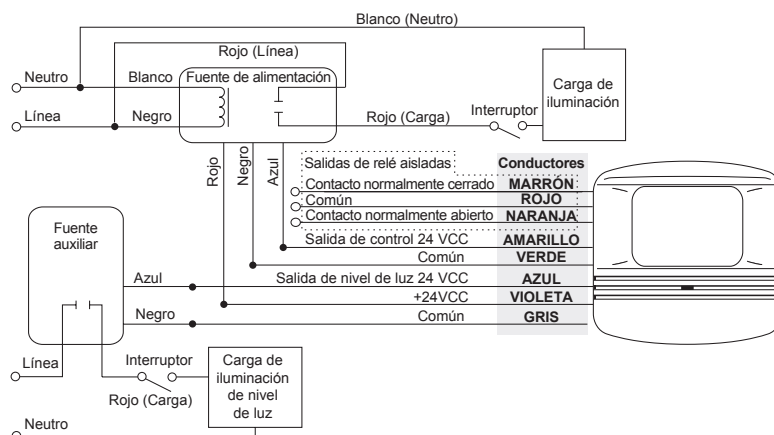 Blanco (Neutro)
Rojo (Línea)
Neutro
Blanco
Fuente de alimentación
Carga de
iluminación
Línea
Negro
Rojo (Carga)
Interruptor
Rojo
Negro
Azul
Salidas de relé aisladas
Conductores
Contacto normalmente cerrado MARRÓN
Común ROJO
Contacto normalmente abierto NARANJA
Salida de control 24 VCC AMARILLO
Común VERDE
Fuente
auxiliar
Azul
Salida de nivel de luz 24 VCC AZUL
+24VCC VIOLETA
Negro
Común GRIS
Línea
Interruptor
Rojo (Carga)
Carga de
iluminación
de nivel
de luz
Neutro